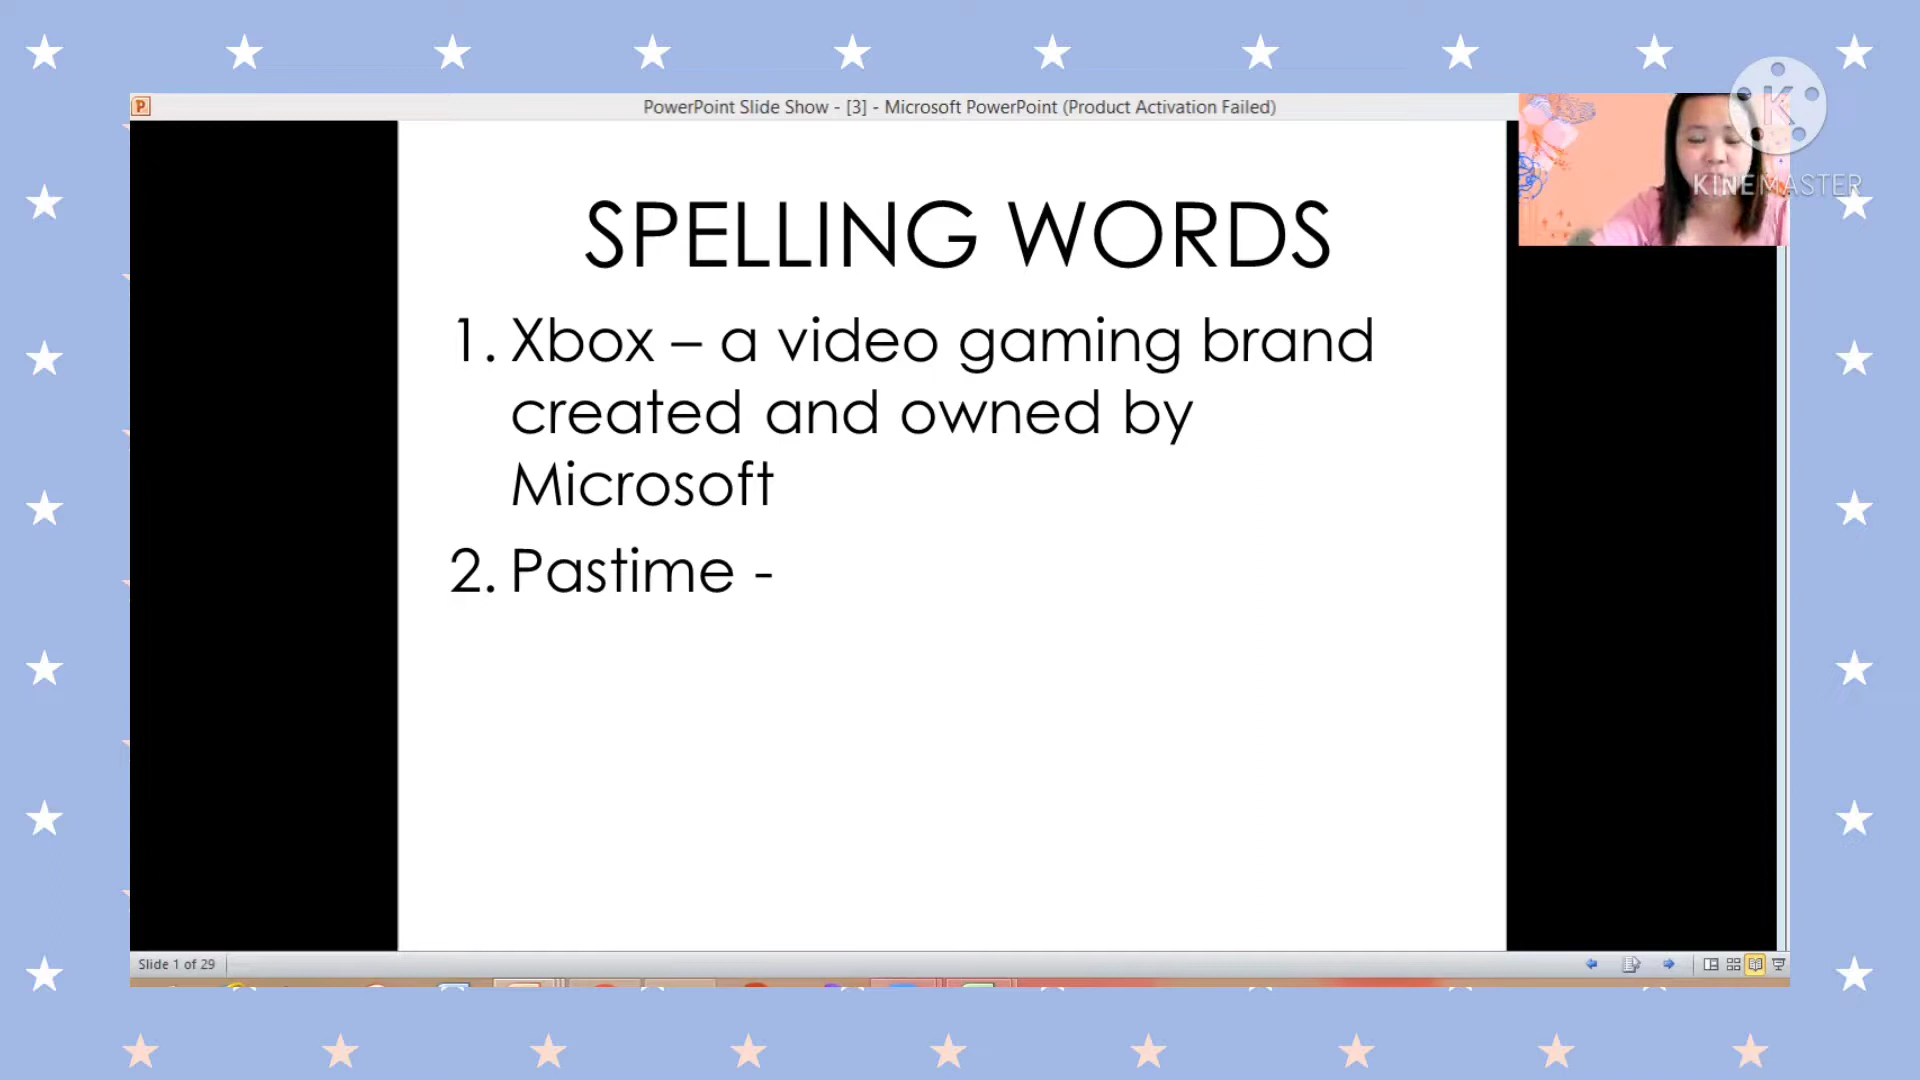 PowerPoint Slide Show - [3] - Microsoft PowerPoint (Product Activation Failed)
K
KINEMASTER
SPELLING WORDS
1. Xbox – a video gaming brand
created and owned by
Microsoft
2. Pastime -
Slide 1 of 29